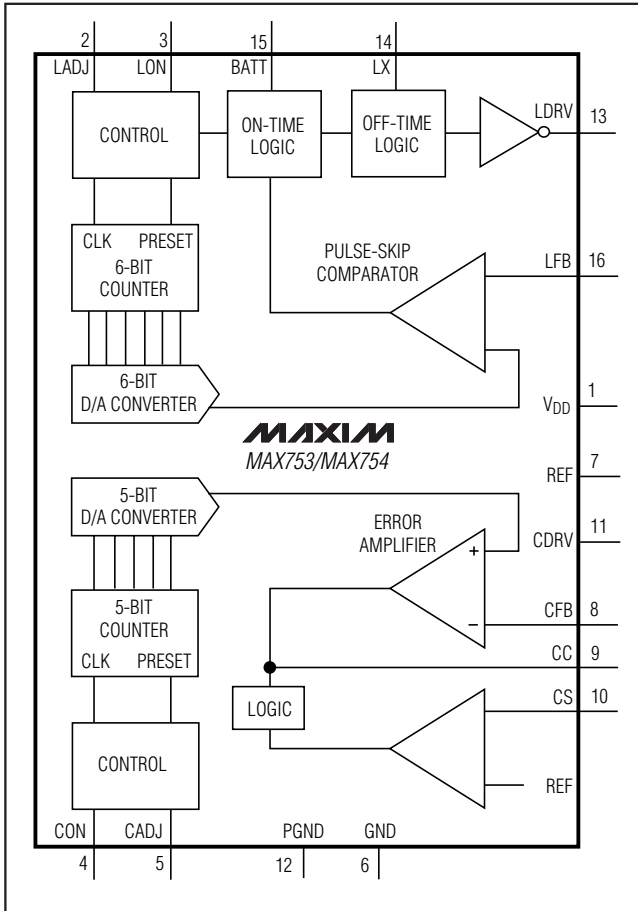 2 3 15 14
LADJ LON BATT LX
CONTROL
ON-TIME
LOGIC
OFF-TIME
LOGIC
LDRV 13
CLK PRESET
6-BIT
COUNTER
PULSE-SKIP
COMPARATOR
LFB 16
6-BIT
D/A CONVERTER
VDD 1
MAXIM
MAX753/MAX754
REF 7
5-BIT
D/A CONVERTER
ERROR
AMPLIFIER
+
−
CDRV 11
5-BIT
COUNTER
CLK PRESET
CFB 8
CC 9
LOGIC
CS 10
CONTROL
REF
CON CADJ PGND GND
4 5 12 6